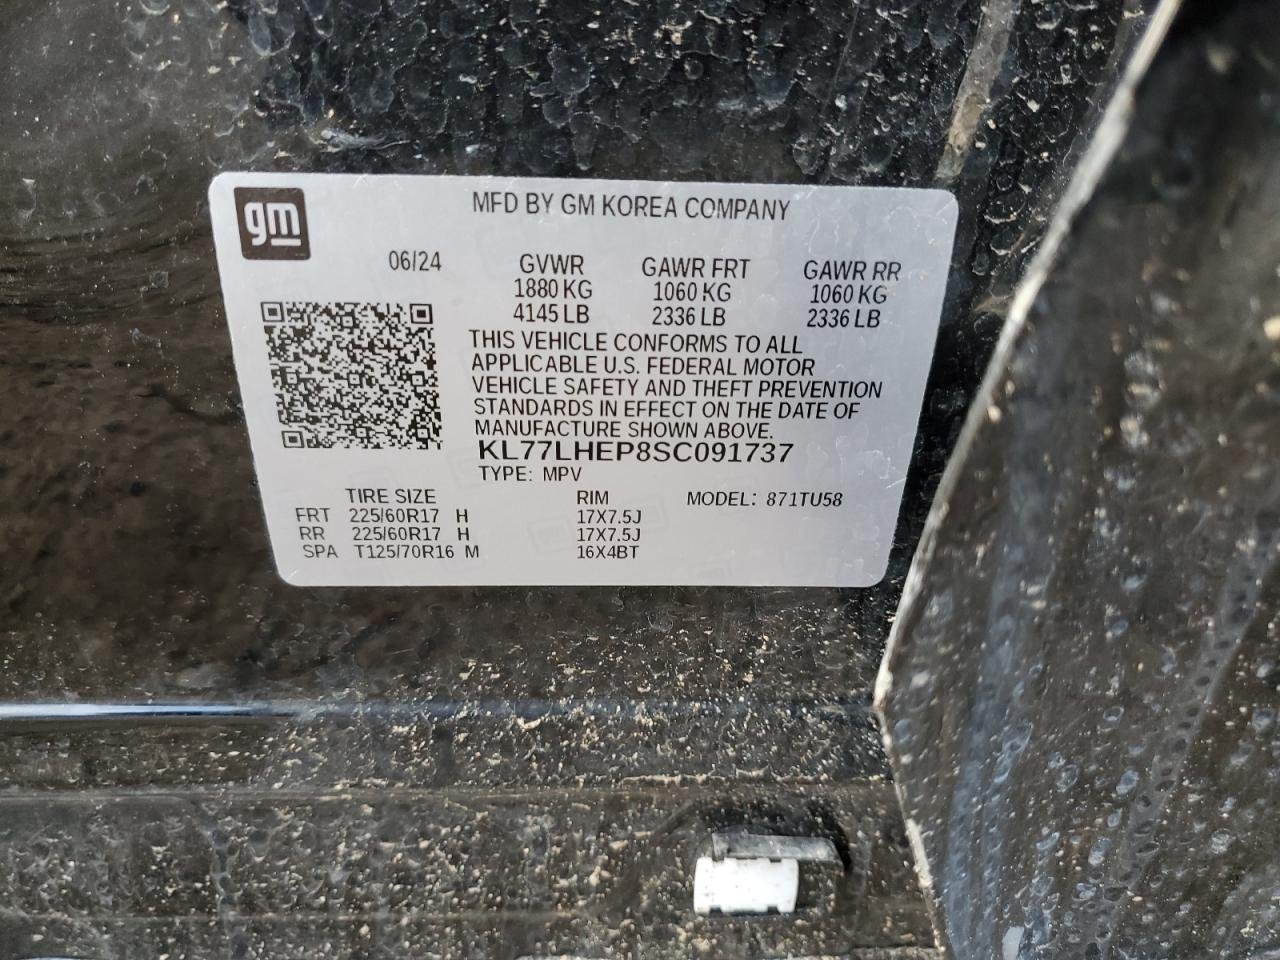 gm
MFD BY GM KOREA COMPANY
06/24 GVWR GAWR FRT GAWR RR
1880 KG 1060 KG 1060 KG
4145 LB 2336 LB 2336 LB
THIS VEHICLE CONFORMS TO ALL
APPLICABLE U.S. FEDERAL MOTOR
VEHICLE SAFETY AND THEFT PREVENTION
STANDARDS IN EFFECT ON THE DATE OF
MANUFACTURE SHOWN ABOVE.
KL77LHEP8SC091737
TYPE: MPV
TIRE SIZE RIM MODEL: 871TU58
FRT 225/60R17 H 17X7.5J
RR 225/60R17 H 17X7.5J
SPA T125/70R16 M 16X4BT